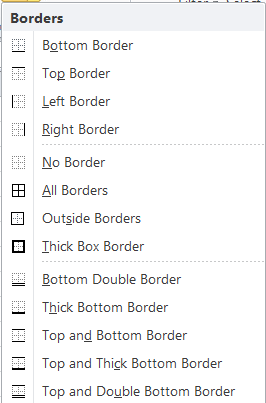 Borders
Bottom Border
Top Border
Left Border
Right Border
No Border
All Borders
Outside Borders
Thick Box Border
Bottom Double Border
Thick Bottom Border
Top and Bottom Border
Top and Thick Bottom Border
Top and Double Bottom Border